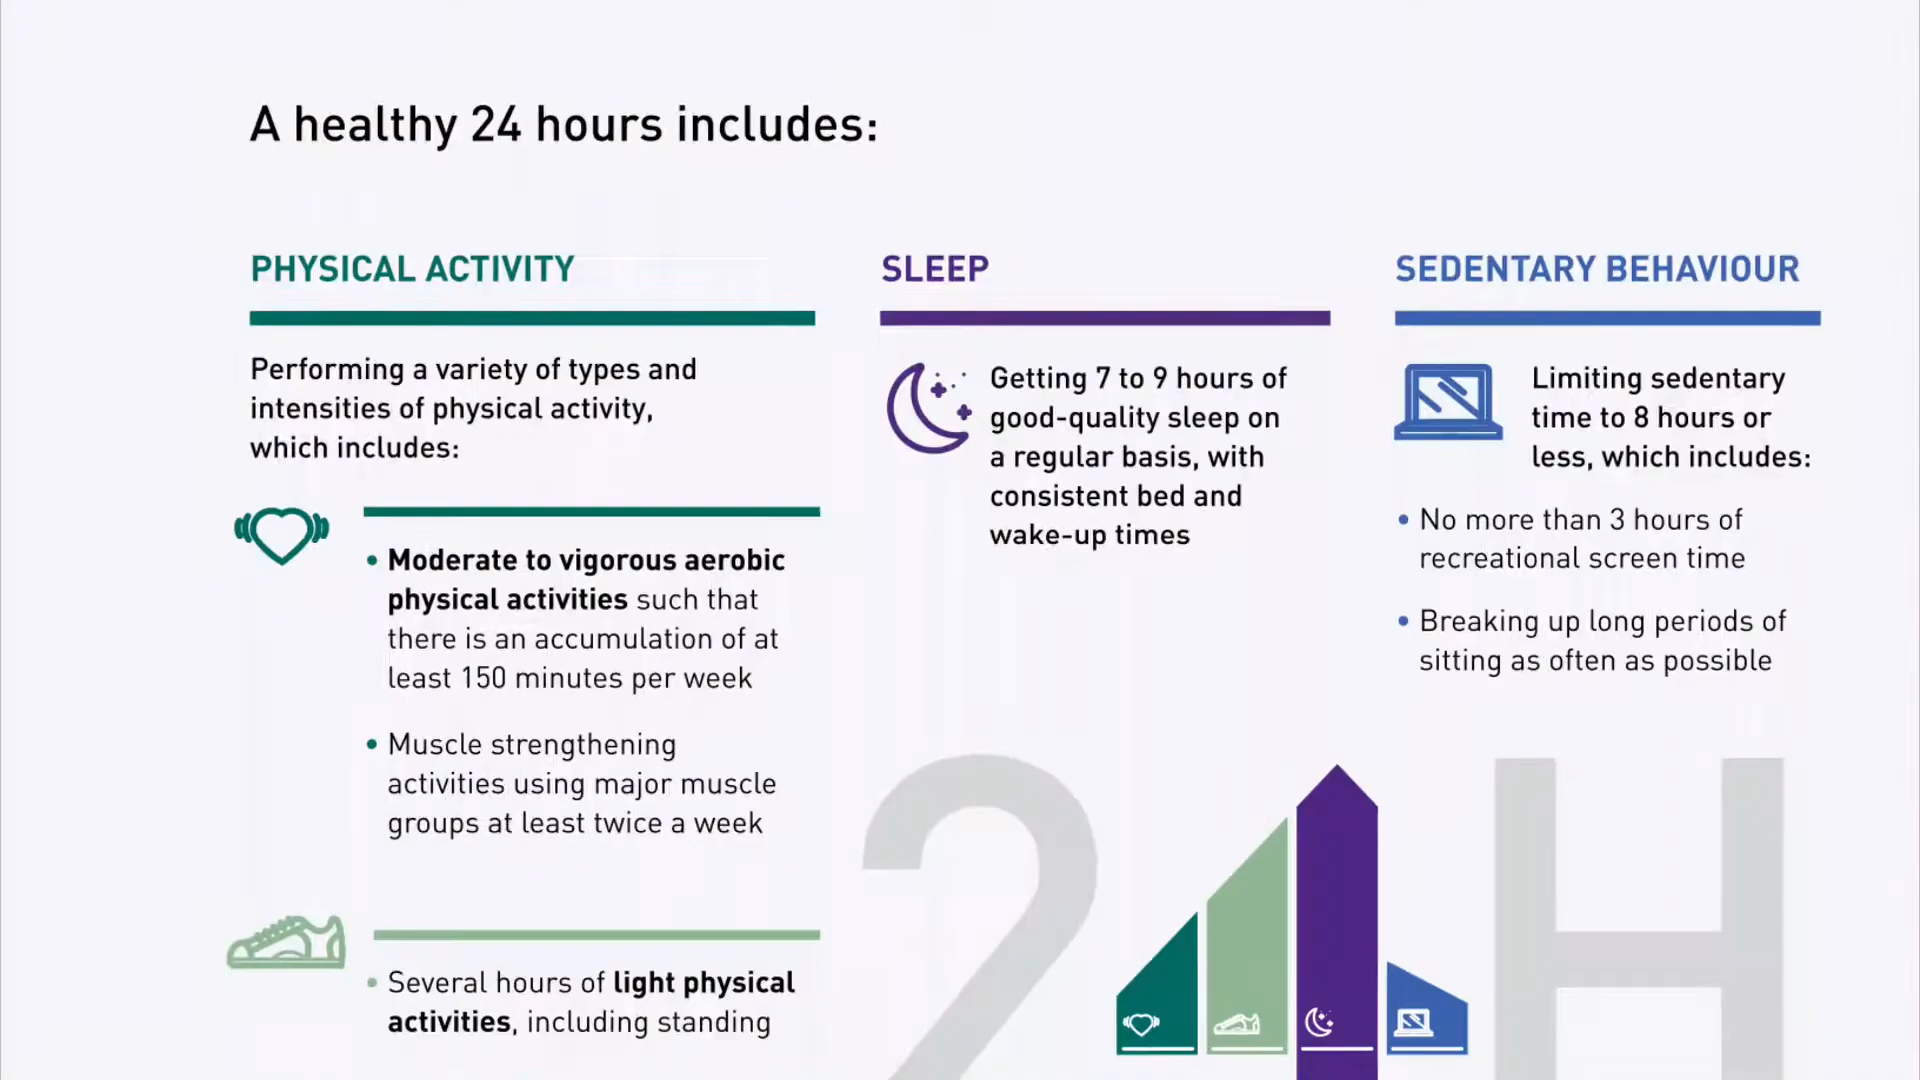 A healthy 24 hours includes:
PHYSICAL ACTIVITY
Performing a variety of types and
intensities of physical activity,
which includes:
• Moderate to vigorous aerobic
physical activities such that
there is an accumulation of at
least 150 minutes per week
• Muscle strengthening
activities using major muscle
groups at least twice a week
• Several hours of light physical
activities, including standing
SLEEP
Getting 7 to 9 hours of
good-quality sleep on
a regular basis, with
consistent bed and
wake-up times
SEDENTARY BEHAVIOUR
Limiting sedentary
time to 8 hours or
less, which includes:
• No more than 3 hours of
recreational screen time
• Breaking up long periods of
sitting as often as possible
24H